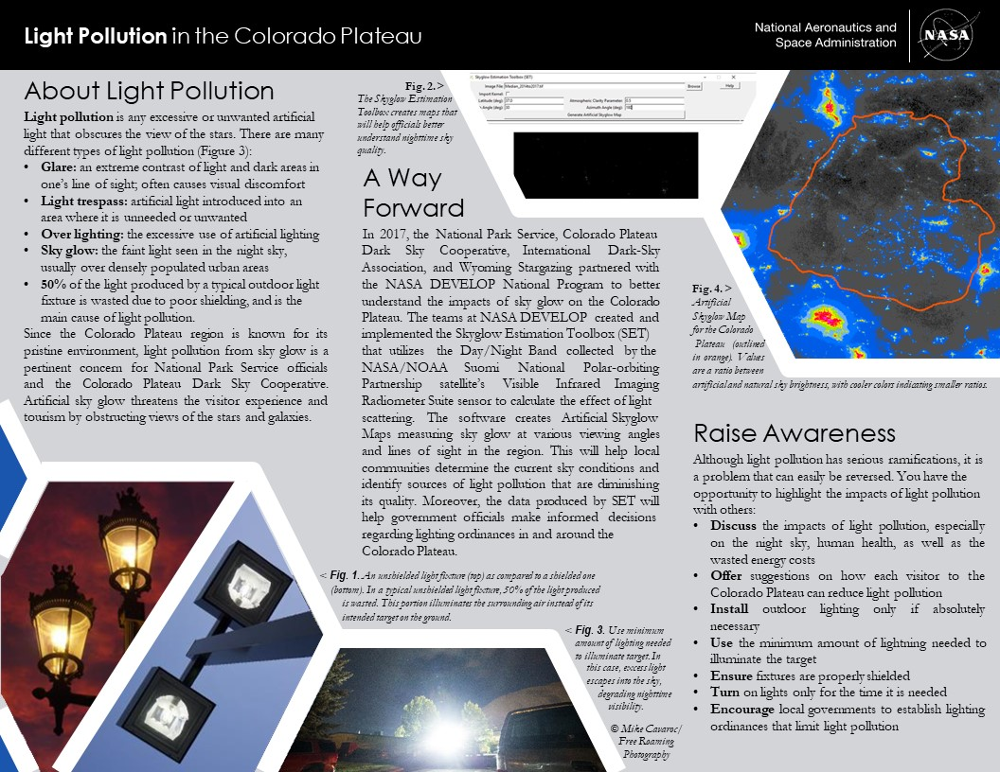 Light Pollution in the Colorado Plateau
National Aeronautics and
Space Administration
NASA
About Light Pollution
Light pollution is any excessive or unwanted artificial
light that obscures the view of the stars. There are many
different types of light pollution (Figure 3):
• Glare: an extreme contrast of light and dark areas in
one's line of sight; often causes visual discomfort
• Light trespass: artificial light introduced into an
area where it is unneeded or unwanted
• Over lighting: the excessive use of artificial lighting
• Sky glow: the faint light seen in the night sky,
usually over densely populated urban areas
• 50% of the light produced by a typical outdoor light
fixture is wasted due to poor shielding, and is the
main cause of light pollution.
Since the Colorado Plateau region is known for its
pristine environment, light pollution from sky glow is a
pertinent concern for National Park Service officials
and the Colorado Plateau Dark Sky Cooperative.
Artificial sky glow threatens the visitor experience and
tourism by obstructing views of the stars and galaxies.
Fig. 2. >
The Skyglow Estimation
Toolbox creates maps that
will help officials better
understand nighttime sky
quality.
Skyglow Estimation Toolbox (SET)
Image File:
Browse
Help
Import Kernel:
Latitude (deg): 37.0
Atmospheric Clarity Parameter: 0.5
Angle (deg): 30
Azimuth Angle (deg): 180
Generate Artificial Skyglow Map
A Way
Forward
In 2017, the National Park Service, Colorado Plateau
Dark Sky Cooperative, International Dark-Sky
Association, and Wyoming Stargazing partnered with
the NASA DEVELOP National Program to better
understand the impacts of sky glow on the Colorado
Plateau. The teams at NASA DEVELOP created and
implemented the Skyglow Estimation Toolbox (SET)
that utilizes the Day/Night Band collected by the
NASA/NOAA Suomi National Polar-orbiting
Partnership satellite's Visible Infrared Imaging
Radiometer Suite sensor to calculate the effect of light
scattering. The software creates Artificial Skyglow
Maps measuring sky glow at various viewing angles
and lines of sight in the region. This will help local
communities determine the current sky conditions and
identify sources of light pollution that are diminishing
its quality. Moreover, the data produced by SET will
help government officials make informed decisions
regarding lighting ordinances in and around the
Colorado Plateau.
< Fig. 1. An unshielded light fixture (top) as compared to a shielded one
(bottom). In a typical unshielded light fixture, 50% of the light produced
is wasted. This portion illuminates the surrounding air instead of its
intended target on the ground.
< Fig. 3. Use minimum
amount of lighting needed
to illuminate target. In
this case, excess light
escapes into the sky,
degrading nighttime
visibility.
© Mike Cavaroc/
Free Roaming
Photography
Fig. 4. >
Artificial
Skyglow Map
for the Colorado
Plateau (outlined
in orange). Values
are a ratio between
artificial and natural sky brightness, with cooler colors indicating smaller ratios.
Raise Awareness
Although light pollution has serious ramifications, it is
a problem that can easily be reversed. You have the
opportunity to highlight the impacts of light pollution
with others:
• Discuss the impacts of light pollution, especially
on the night sky, human health, as well as the
wasted energy costs
• Offer suggestions on how each visitor to the
Colorado Plateau can reduce light pollution
• Install outdoor lighting only if absolutely
necessary
• Use the minimum amount of lightning needed to
illuminate the target
• Ensure fixtures are properly shielded
• Turn on lights only for the time it is needed
• Encourage local governments to establish lighting
ordinances that limit light pollution